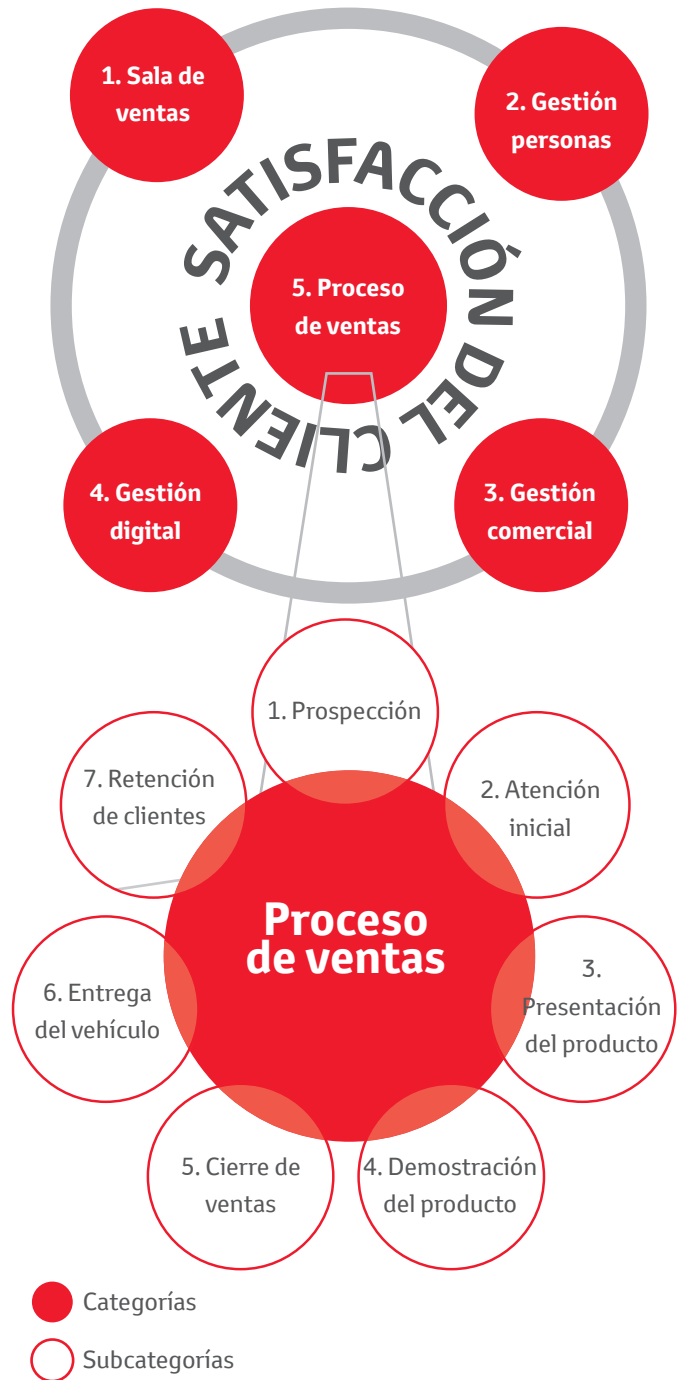 1. Sala de
ventas
2. Gestión
personas
SATISFACCIÓN DEL CLIENTE
5. Proceso
de ventas
4. Gestión
digital
3. Gestión
comercial
1. Prospección
7. Retención
de clientes
2. Atención
inicial
Proceso
de ventas
6. Entrega
del vehículo
3.
Presentación
del producto
5. Cierre de
ventas
4. Demostración
del producto
Categorías
Subcategorías